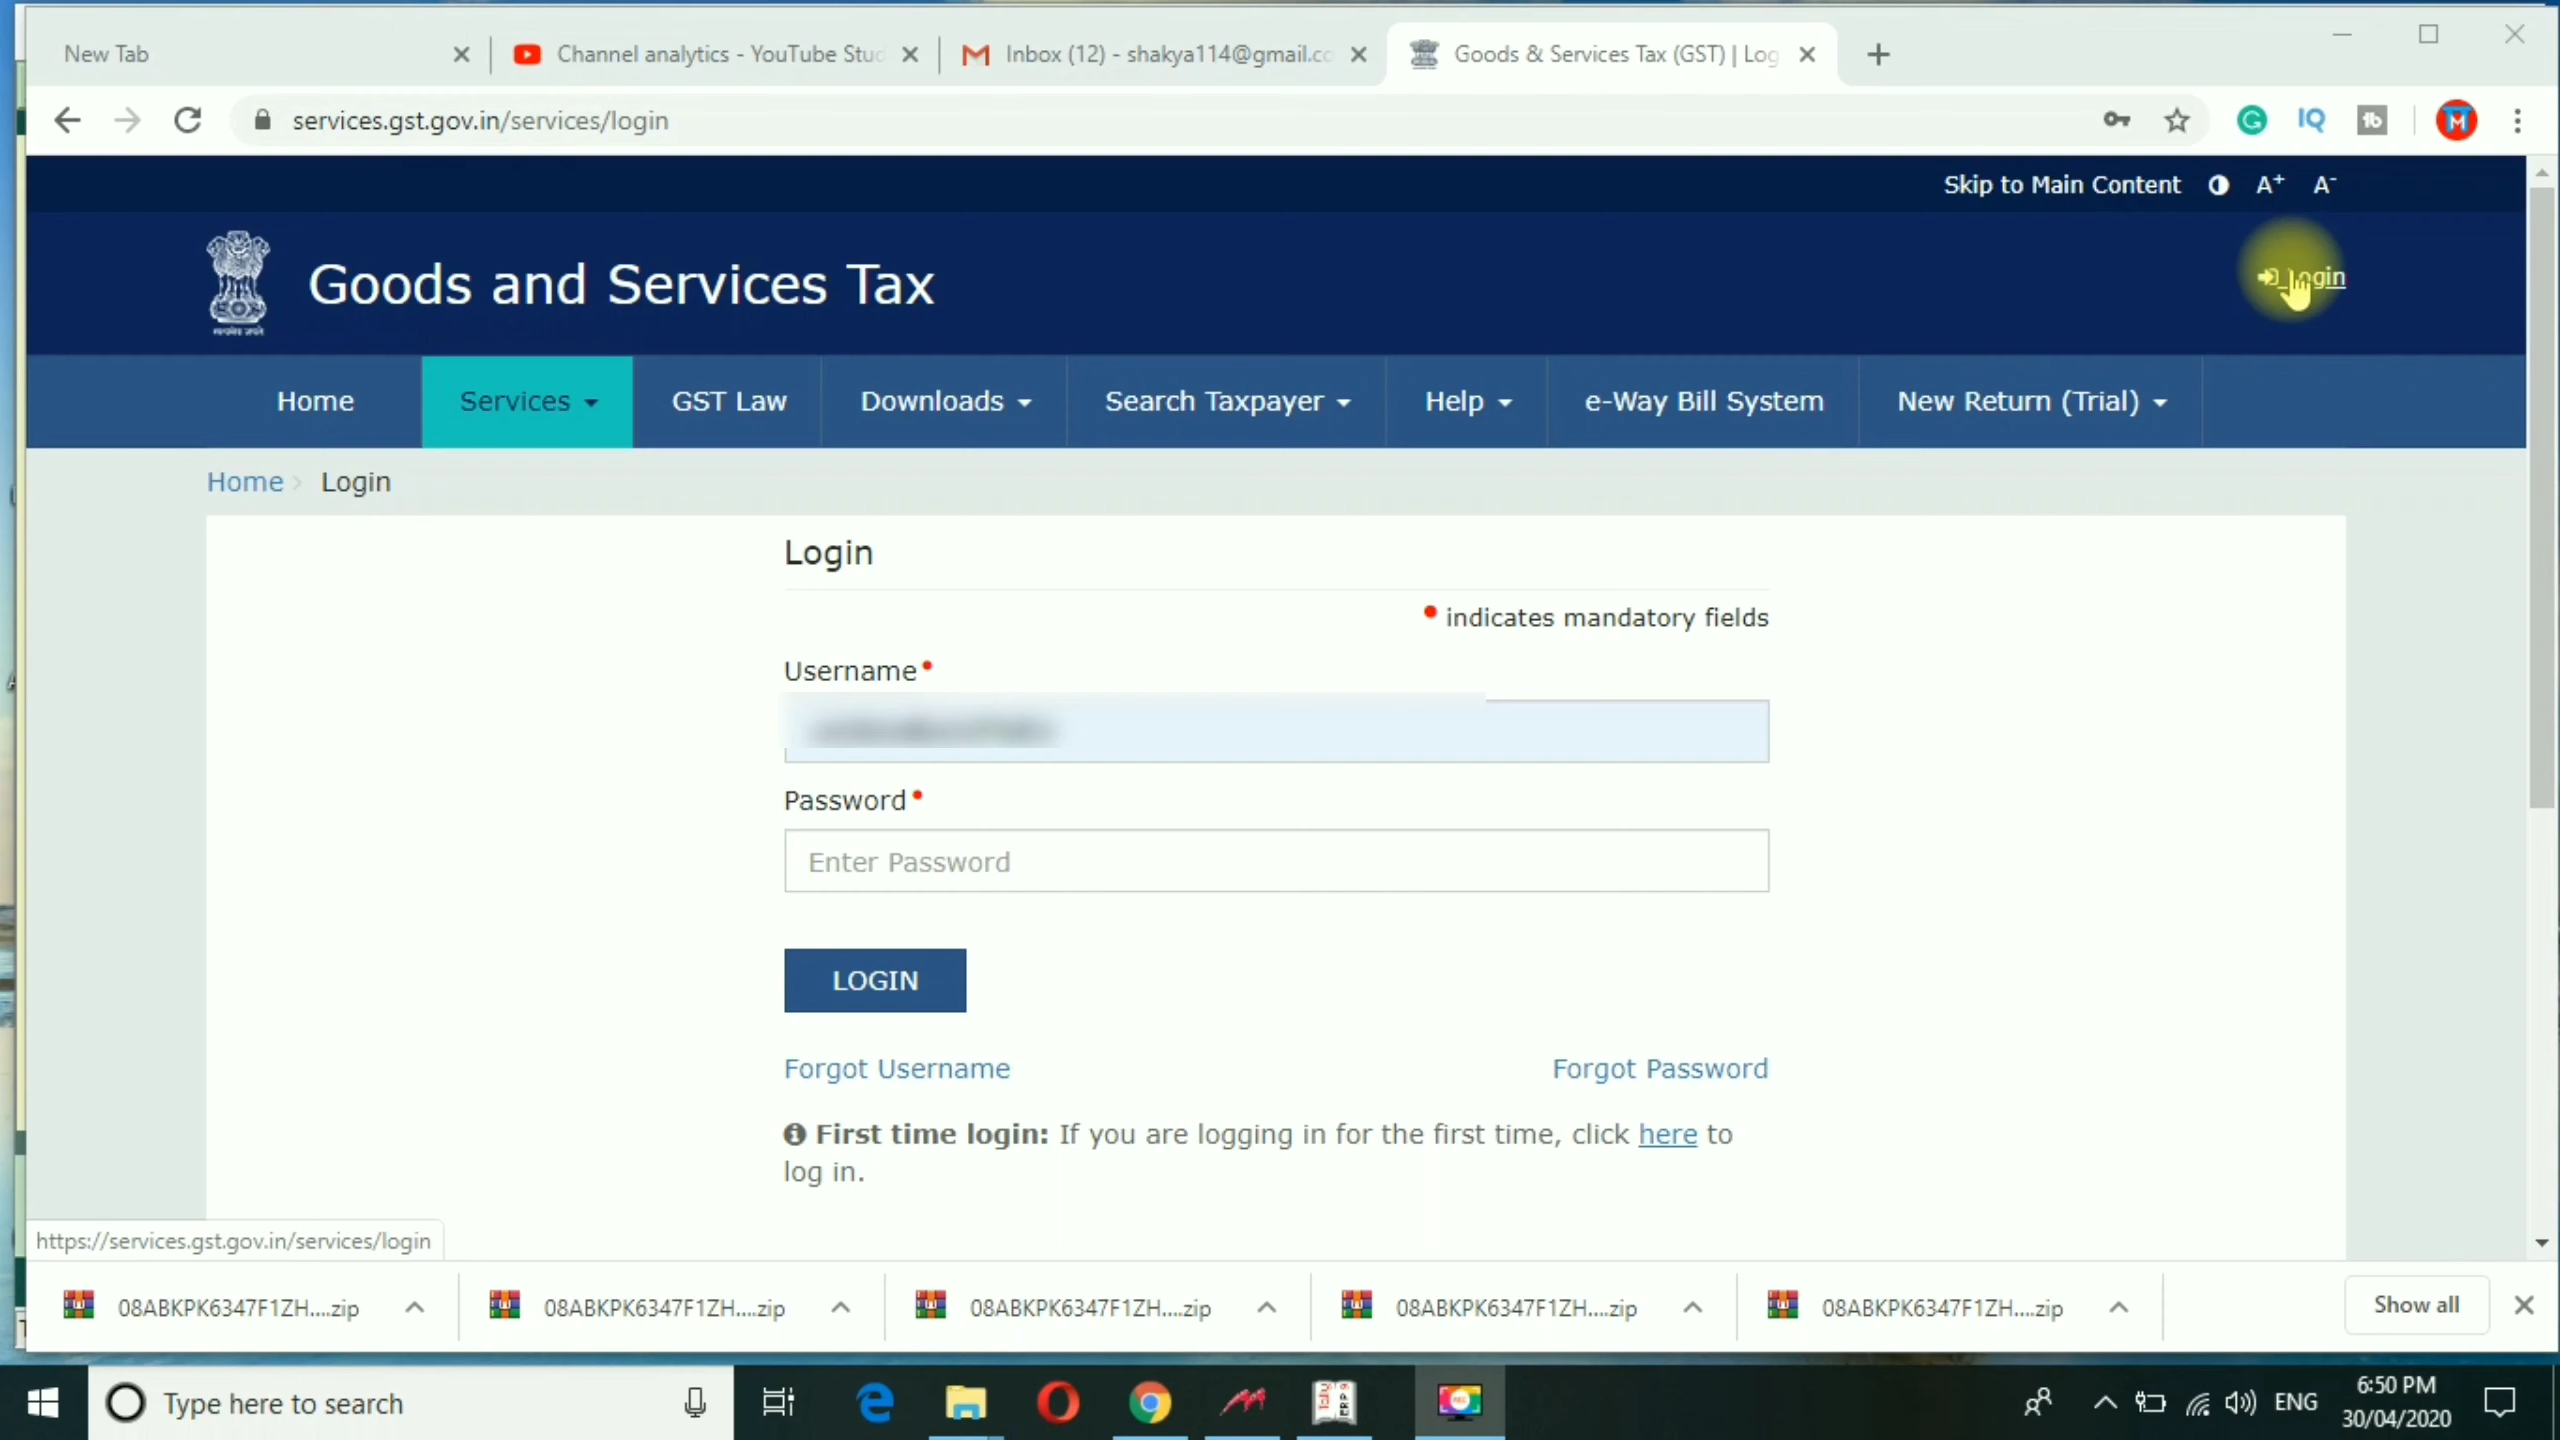 New Tab
Channel analytics - YouTube Stud
Inbox (12) - shakya114@gmail.co
Goods & Services Tax (GST) | Log
services.gst.gov.in/services/login
Skip to Main Content
A+
A-
Goods and Services Tax
Login
Home
Services
GST Law
Downloads
Search Taxpayer
Help
e-Way Bill System
New Return (Trial)
Home
Login
Login
indicates mandatory fields
Username
Password
Enter Password
LOGIN
Forgot Username
Forgot Password
First time login: If you are logging in for the first time, click here to
log in.
https://services.gst.gov.in/services/login
08ABKPK6347F1ZH....zip
08ABKPK6347F1ZH....zip
08ABKPK6347F1ZH....zip
08ABKPK6347F1ZH....zip
08ABKPK6347F1ZH....zip
Show all
Type here to search
ENG
6:50 PM
30/04/2020